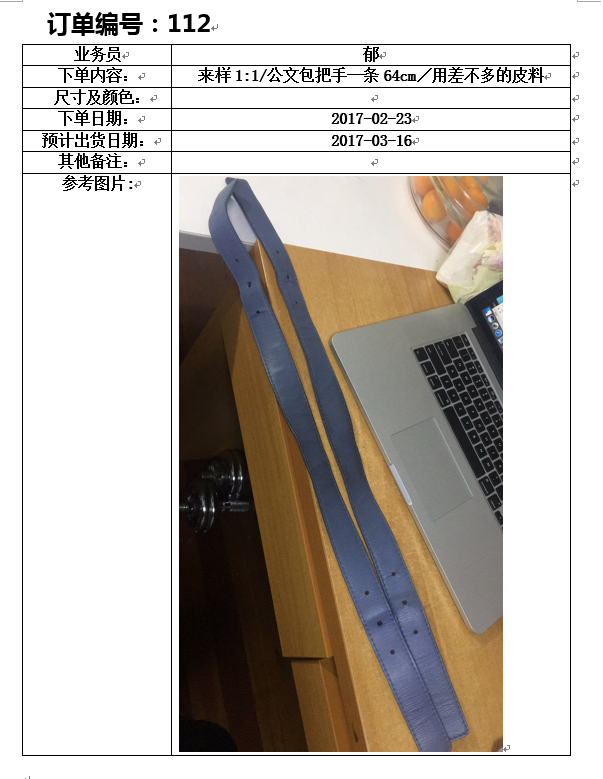 订单编号：112
业务员 郁
下单内容： 来样1:1/公文包把手一条64cm／用差不多的皮料
尺寸及颜色：
下单日期： 2017-02-23
预计出货日期： 2017-03-16
其他备注：
参考图片: